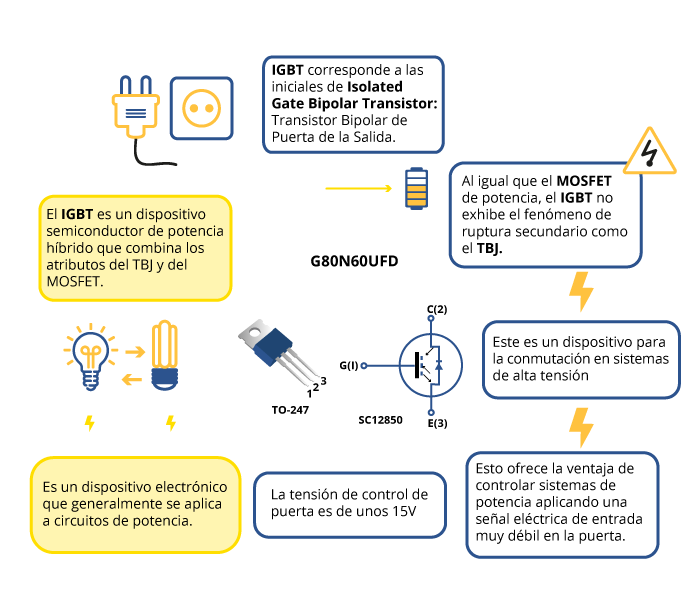 IGBT corresponde a las
iniciales de Isolated
Gate Bipolar Transistor:
Transistor Bipolar de
Puerta de la Salida.
Al igual que el MOSFET
de potencia, el IGBT no
exhibe el fenómeno de
ruptura secundario como
el TBJ.
El IGBT es un dispositivo
semiconductor de potencia
híbrido que combina los
atributos del TBJ y del
MOSFET.
G80N60UFD
C(2)
G(I)
E(3)
1
2
3
TO-247
SC12850
Este es un dispositivo para
la conmutación en sistemas
de alta tensión
Es un dispositivo electrónico
que generalmente se aplica
a circuitos de potencia.
La tensión de control de
puerta es de unos 15V
Esto ofrece la ventaja de
controlar sistemas de
potencia aplicando una
señal eléctrica de entrada
muy débil en la puerta.